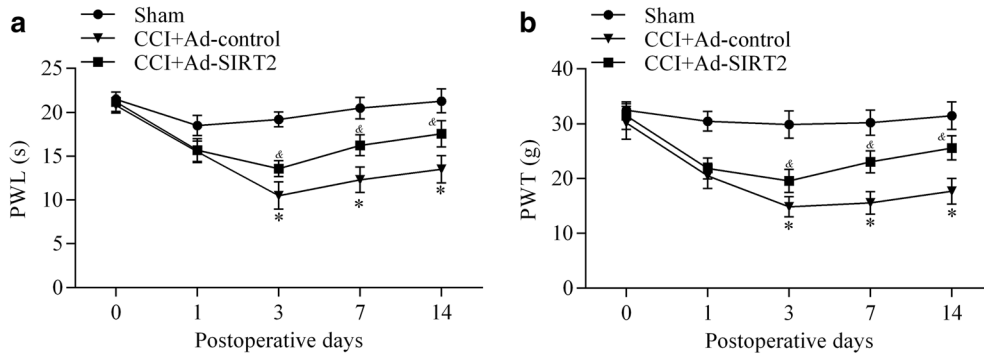 a
Sham
CCI+Ad-control
CCI+Ad-SIRT2
25
20
15
10
5
0
PWL (s)
&
&
&
*
*
*
0 1 3 7 14
Postoperative days
b
Sham
CCI+Ad-control
CCI+Ad-SIRT2
40
30
20
10
0
PWT (g)
&
&
&
*
*
*
0 1 3 7 14
Postoperative days